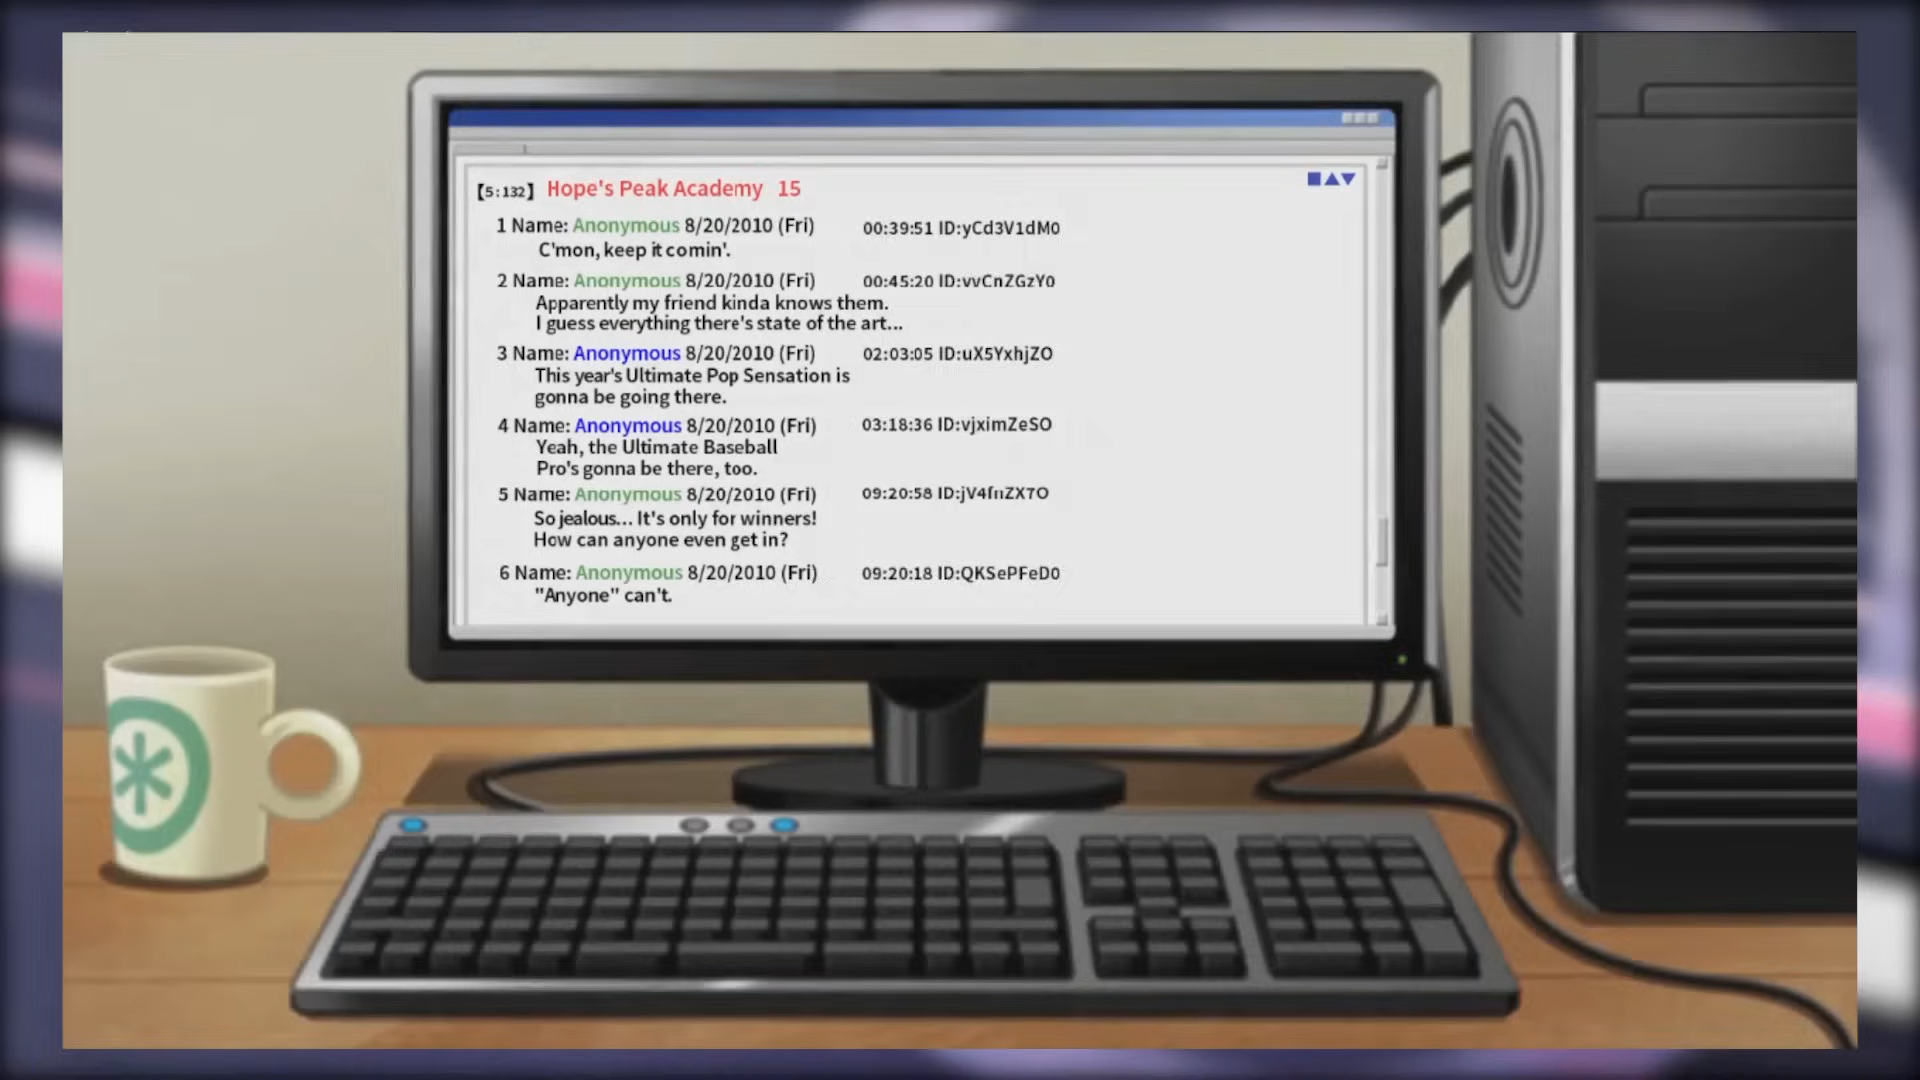 【5:132】 Hope's Peak Academy 15
1 Name: Anonymous 8/20/2010 (Fri) 00:39:51 ID:yCd3V1dM0
C'mon, keep it comin'.
2 Name: Anonymous 8/20/2010 (Fri) 00:45:20 ID:vvCnZGzY0
Apparently my friend kinda knows them.
I guess everything there's state of the art...
3 Name: Anonymous 8/20/2010 (Fri) 02:03:05 ID:uX5YxhjZO
This year's Ultimate Pop Sensation is
gonna be going there.
4 Name: Anonymous 8/20/2010 (Fri) 03:18:36 ID:vjximZeSO
Yeah, the Ultimate Baseball
Pro's gonna be there, too.
5 Name: Anonymous 8/20/2010 (Fri) 09:20:58 ID:jV4fnZX7O
So jealous... It's only for winners!
How can anyone even get in?
6 Name: Anonymous 8/20/2010 (Fri) 09:20:18 ID:QKSePFeD0
"Anyone" can't.